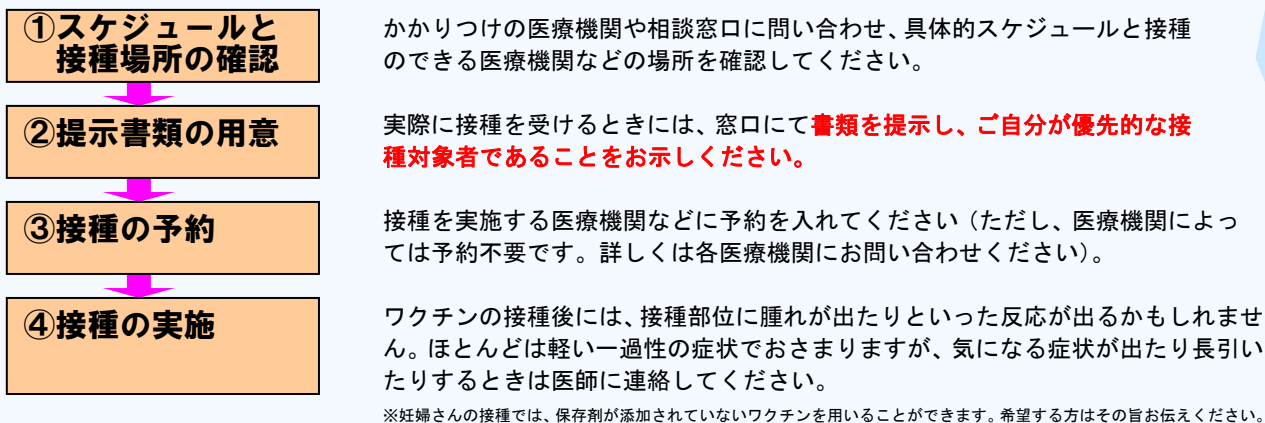 ①スケジュールと
接種場所の確認
かかりつけの医療機関や相談窓口に問い合わせ、具体的スケジュールと接種
のできる医療機関などの場所を確認してください。
②提示書類の用意
実際に接種を受けるときには、窓口にて書類を提示し、ご自分が優先的な接
種対象者であることをお示しください。
③接種の予約
接種を実施する医療機関などに予約を入れてください（ただし、医療機関によっ
ては予約不要です。詳しくは各医療機関にお問い合わせください）。
④接種の実施
ワクチンの接種後には、接種部位に腫れが出たりといった反応が出るかもしれませ
ん。ほとんどは軽い一過性の症状でおさまりますが、気になる症状が出たり長引い
たりするときは医師に連絡してください。
※妊婦さんの接種では、保存剤が添加されていないワクチンを用いることができます。希望する方はその旨お伝えください。